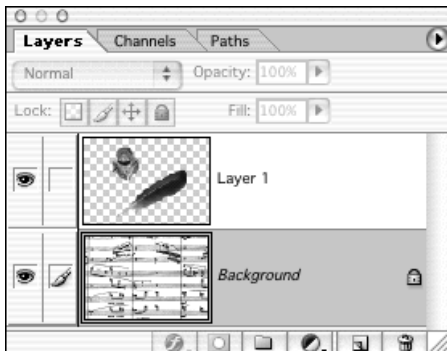 Layers Channels Paths
Normal Opacity: 100%
Lock: Fill: 100%
Layer 1
Background